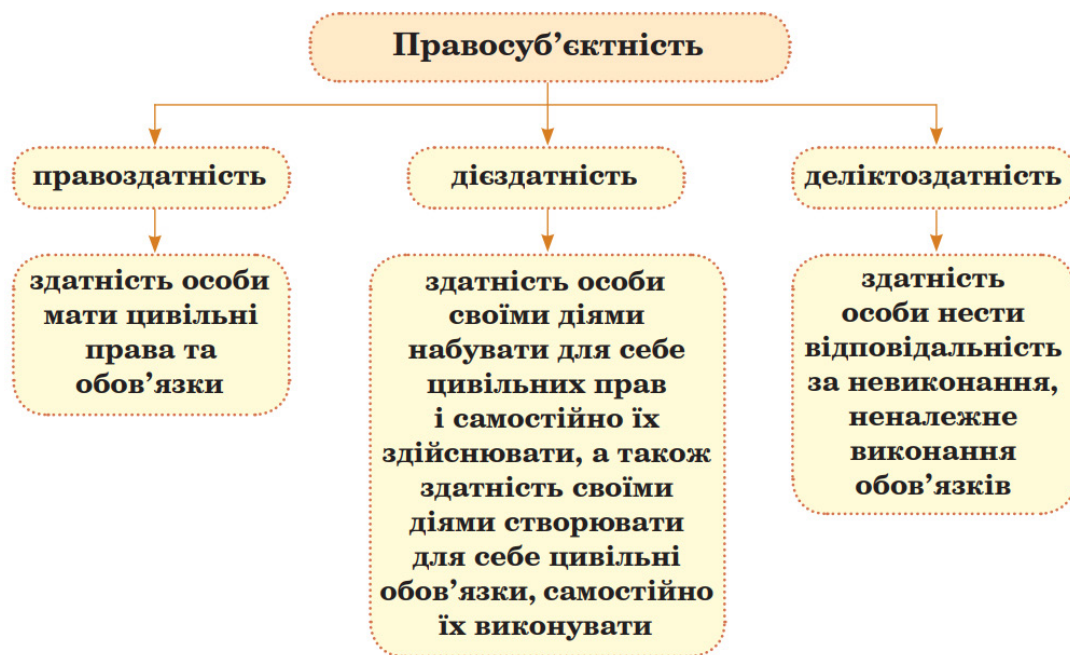 Правосуб’єктність
правоздатність
дієздатність
деліктоздатність
здатність особи
мати цивільні
права та
обов’язки
здатність особи
своїми діями
набувати для себе
цивільних прав
і самостійно їх
здійснювати, а також
здатність своїми
діями створювати
для себе цивільні
обов’язки, самостійно
їх виконувати
здатність
особи нести
відповідальність
за невиконання,
неналежне
виконання
обов’язків